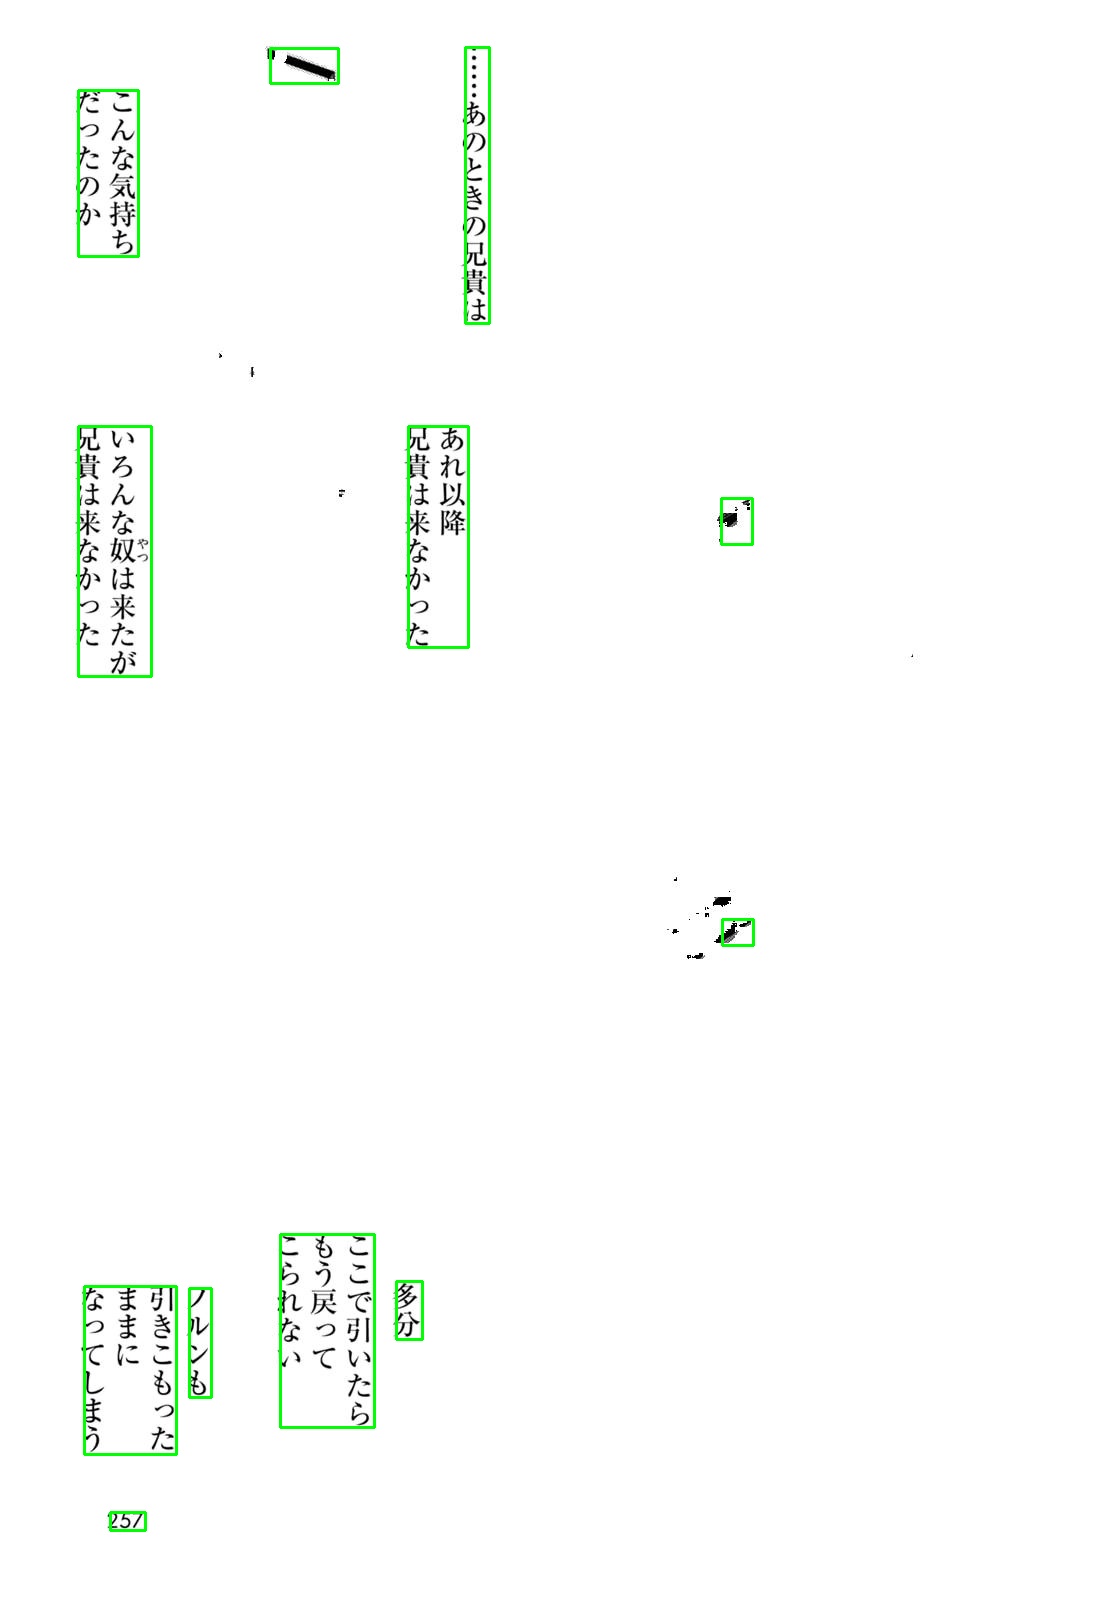 ……あのときの兄貴は
こんな気持ち
だったのか
あれ以降
兄貴は来なかった
いろんな奴は来たが
やつ
兄貴は来なかった
多分
ここで引いたら
もう戻って
こられない
ノルンも
引きこもった
ままに
なってしまう
257